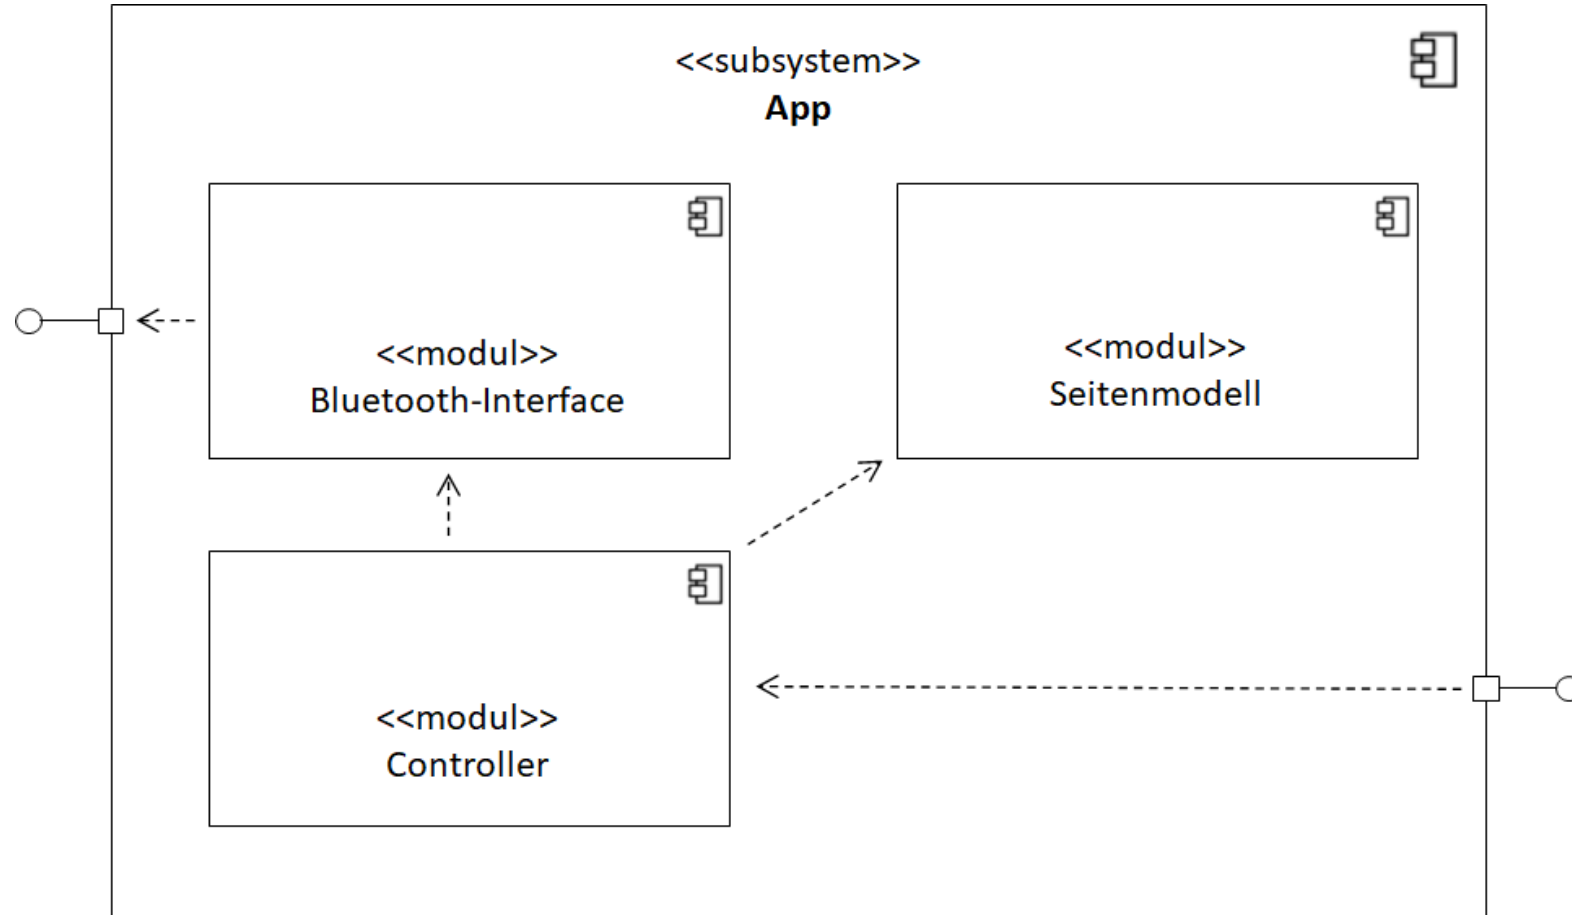 <<subsystem>>
App
<<modul>>
Bluetooth-Interface
<<modul>>
Seitenmodell
<<modul>>
Controller